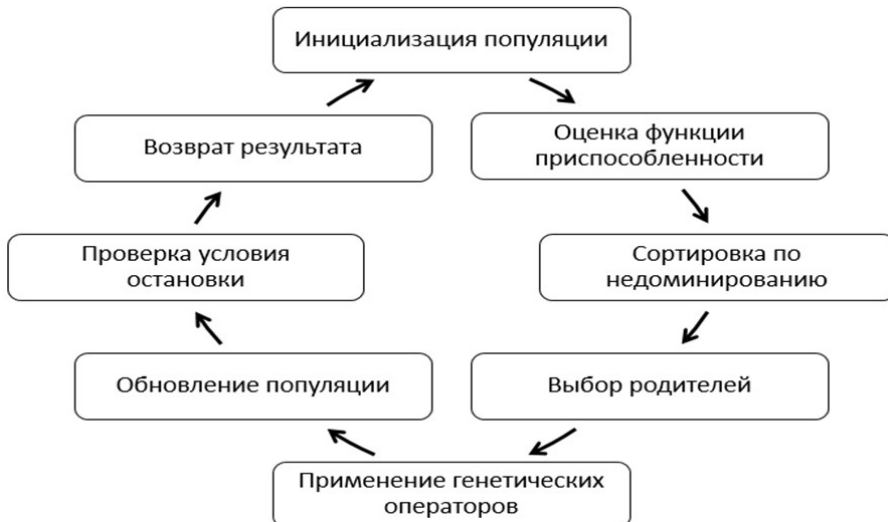 Инициализация популяции
Оценка функции
приспособленности
Сортировка по
недоминированию
Выбор родителей
Применение генетических
операторов
Обновление популяции
Проверка условия
остановки
Возврат результата